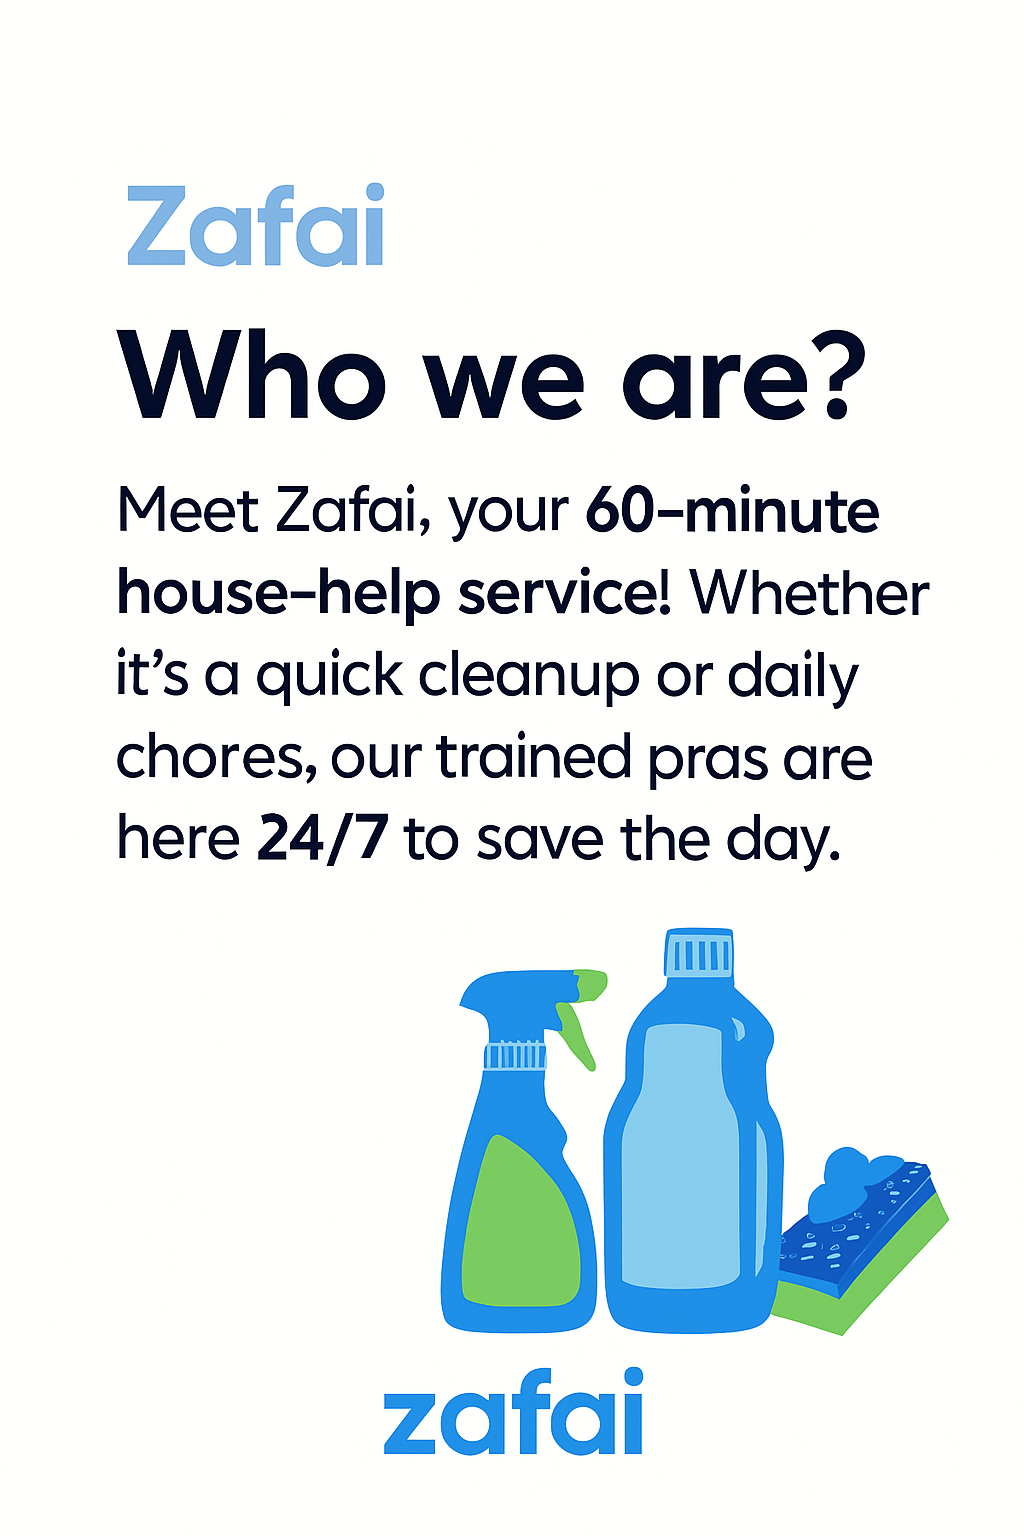 Zafai
Who we are?
Meet Zafai, your 60–minute
house–help service! Whether
it’s a quick cleanup or daily
chores, our trained pras are
here 24/7 to save the day.
zafai